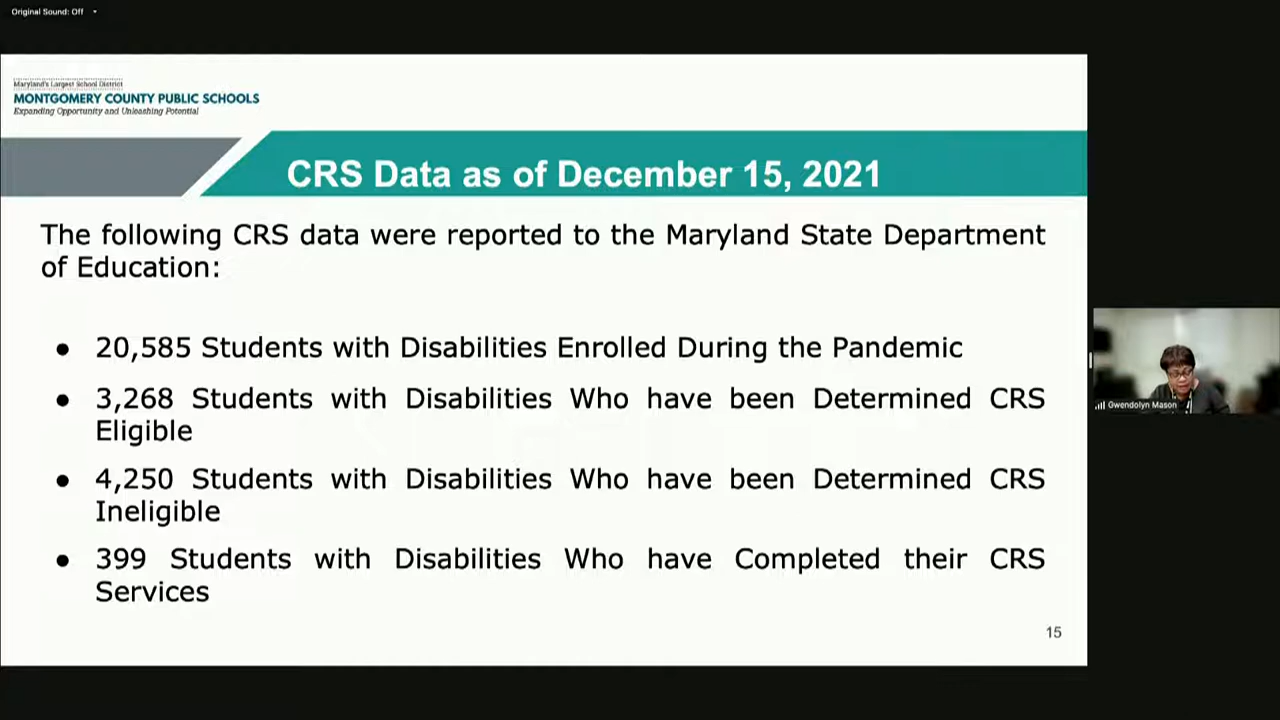 Original Sound: Off
Maryland's Largest School District
MONTGOMERY COUNTY PUBLIC SCHOOLS
Expanding Opportunity and Unleashing Potential
CRS Data as of December 15, 2021
The following CRS data were reported to the Maryland State Department
of Education:
● 20,585 Students with Disabilities Enrolled During the Pandemic
● 3,268 Students with Disabilities Who have been Determined CRS
Eligible
● 4,250 Students with Disabilities Who have been Determined CRS
Ineligible
● 399 Students with Disabilities Who have Completed their CRS
Services
15
Gwendolyn Mason